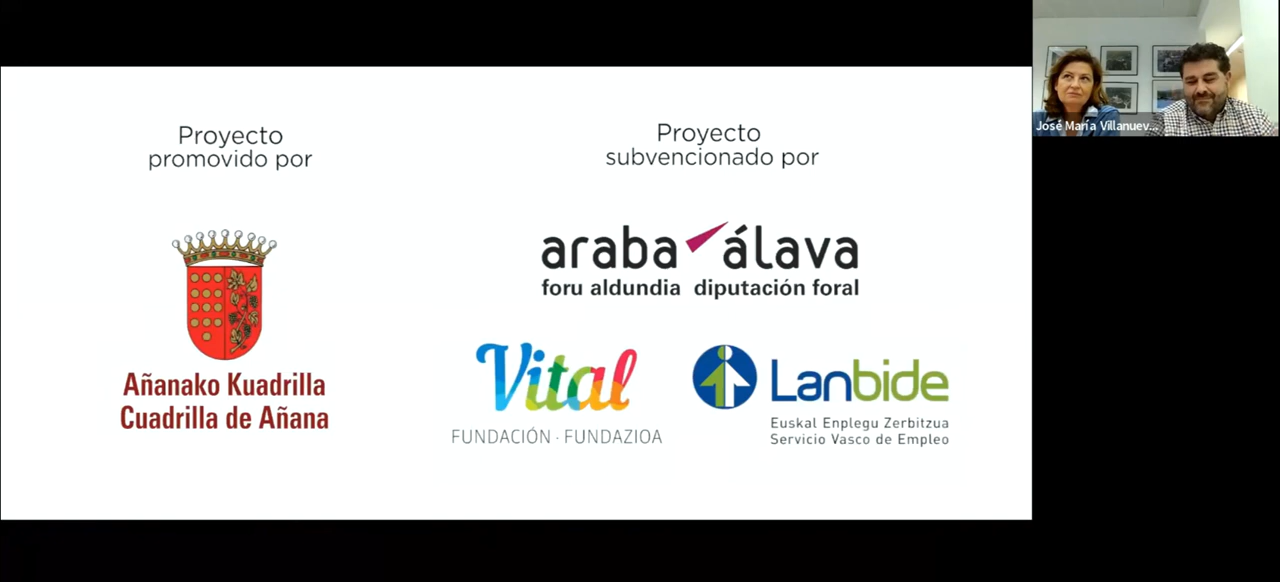 Proyecto
promovido por
Añanako Kuadrilla
Cuadrilla de Añana
Proyecto
subvencionado por
araba álava
foru aldundia diputación foral
Vital
FUNDACIÓN · FUNDAZIOA
Lanbide
Euskal Enplegu Zerbitzua
Servicio Vasco de Empleo
José María Villanuev...